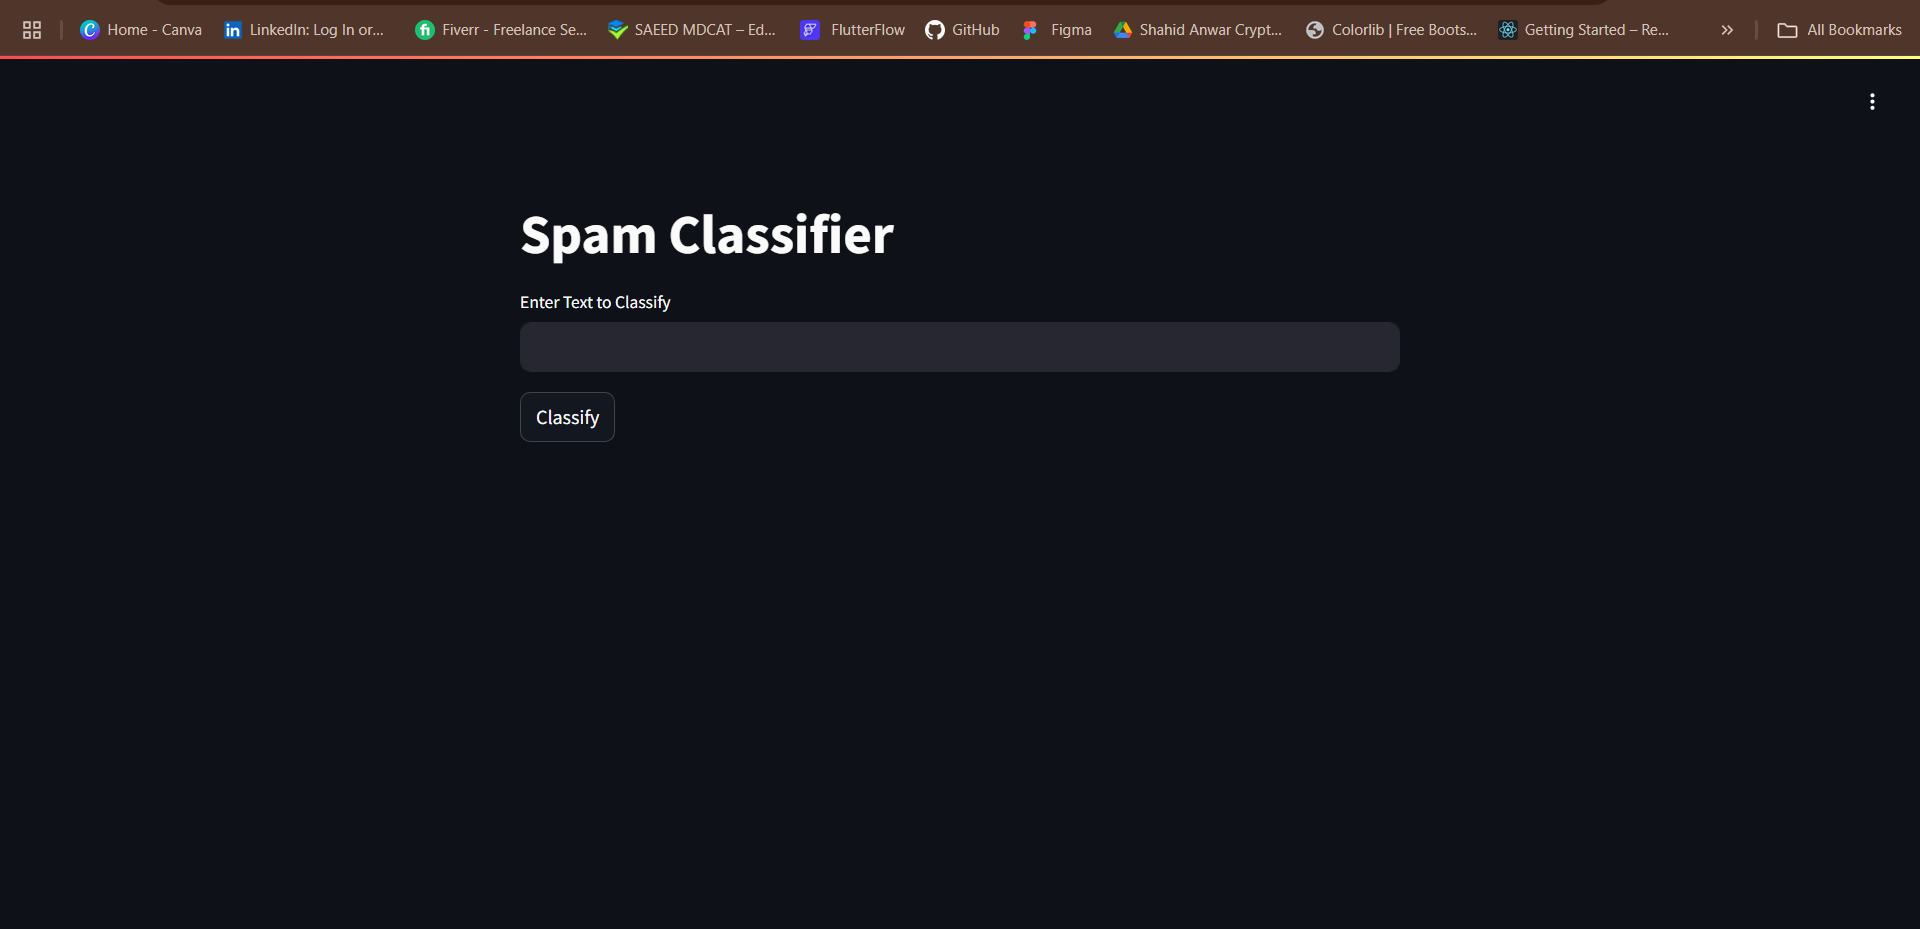 Home - Canva
LinkedIn: Log In or...
Fiverr - Freelance Se...
SAEED MDCAT – Ed...
FlutterFlow
GitHub
Figma
Shahid Anwar Crypt...
Colorlib | Free Boots...
Getting Started – Re...
All Bookmarks
Spam Classifier
Enter Text to Classify
Classify